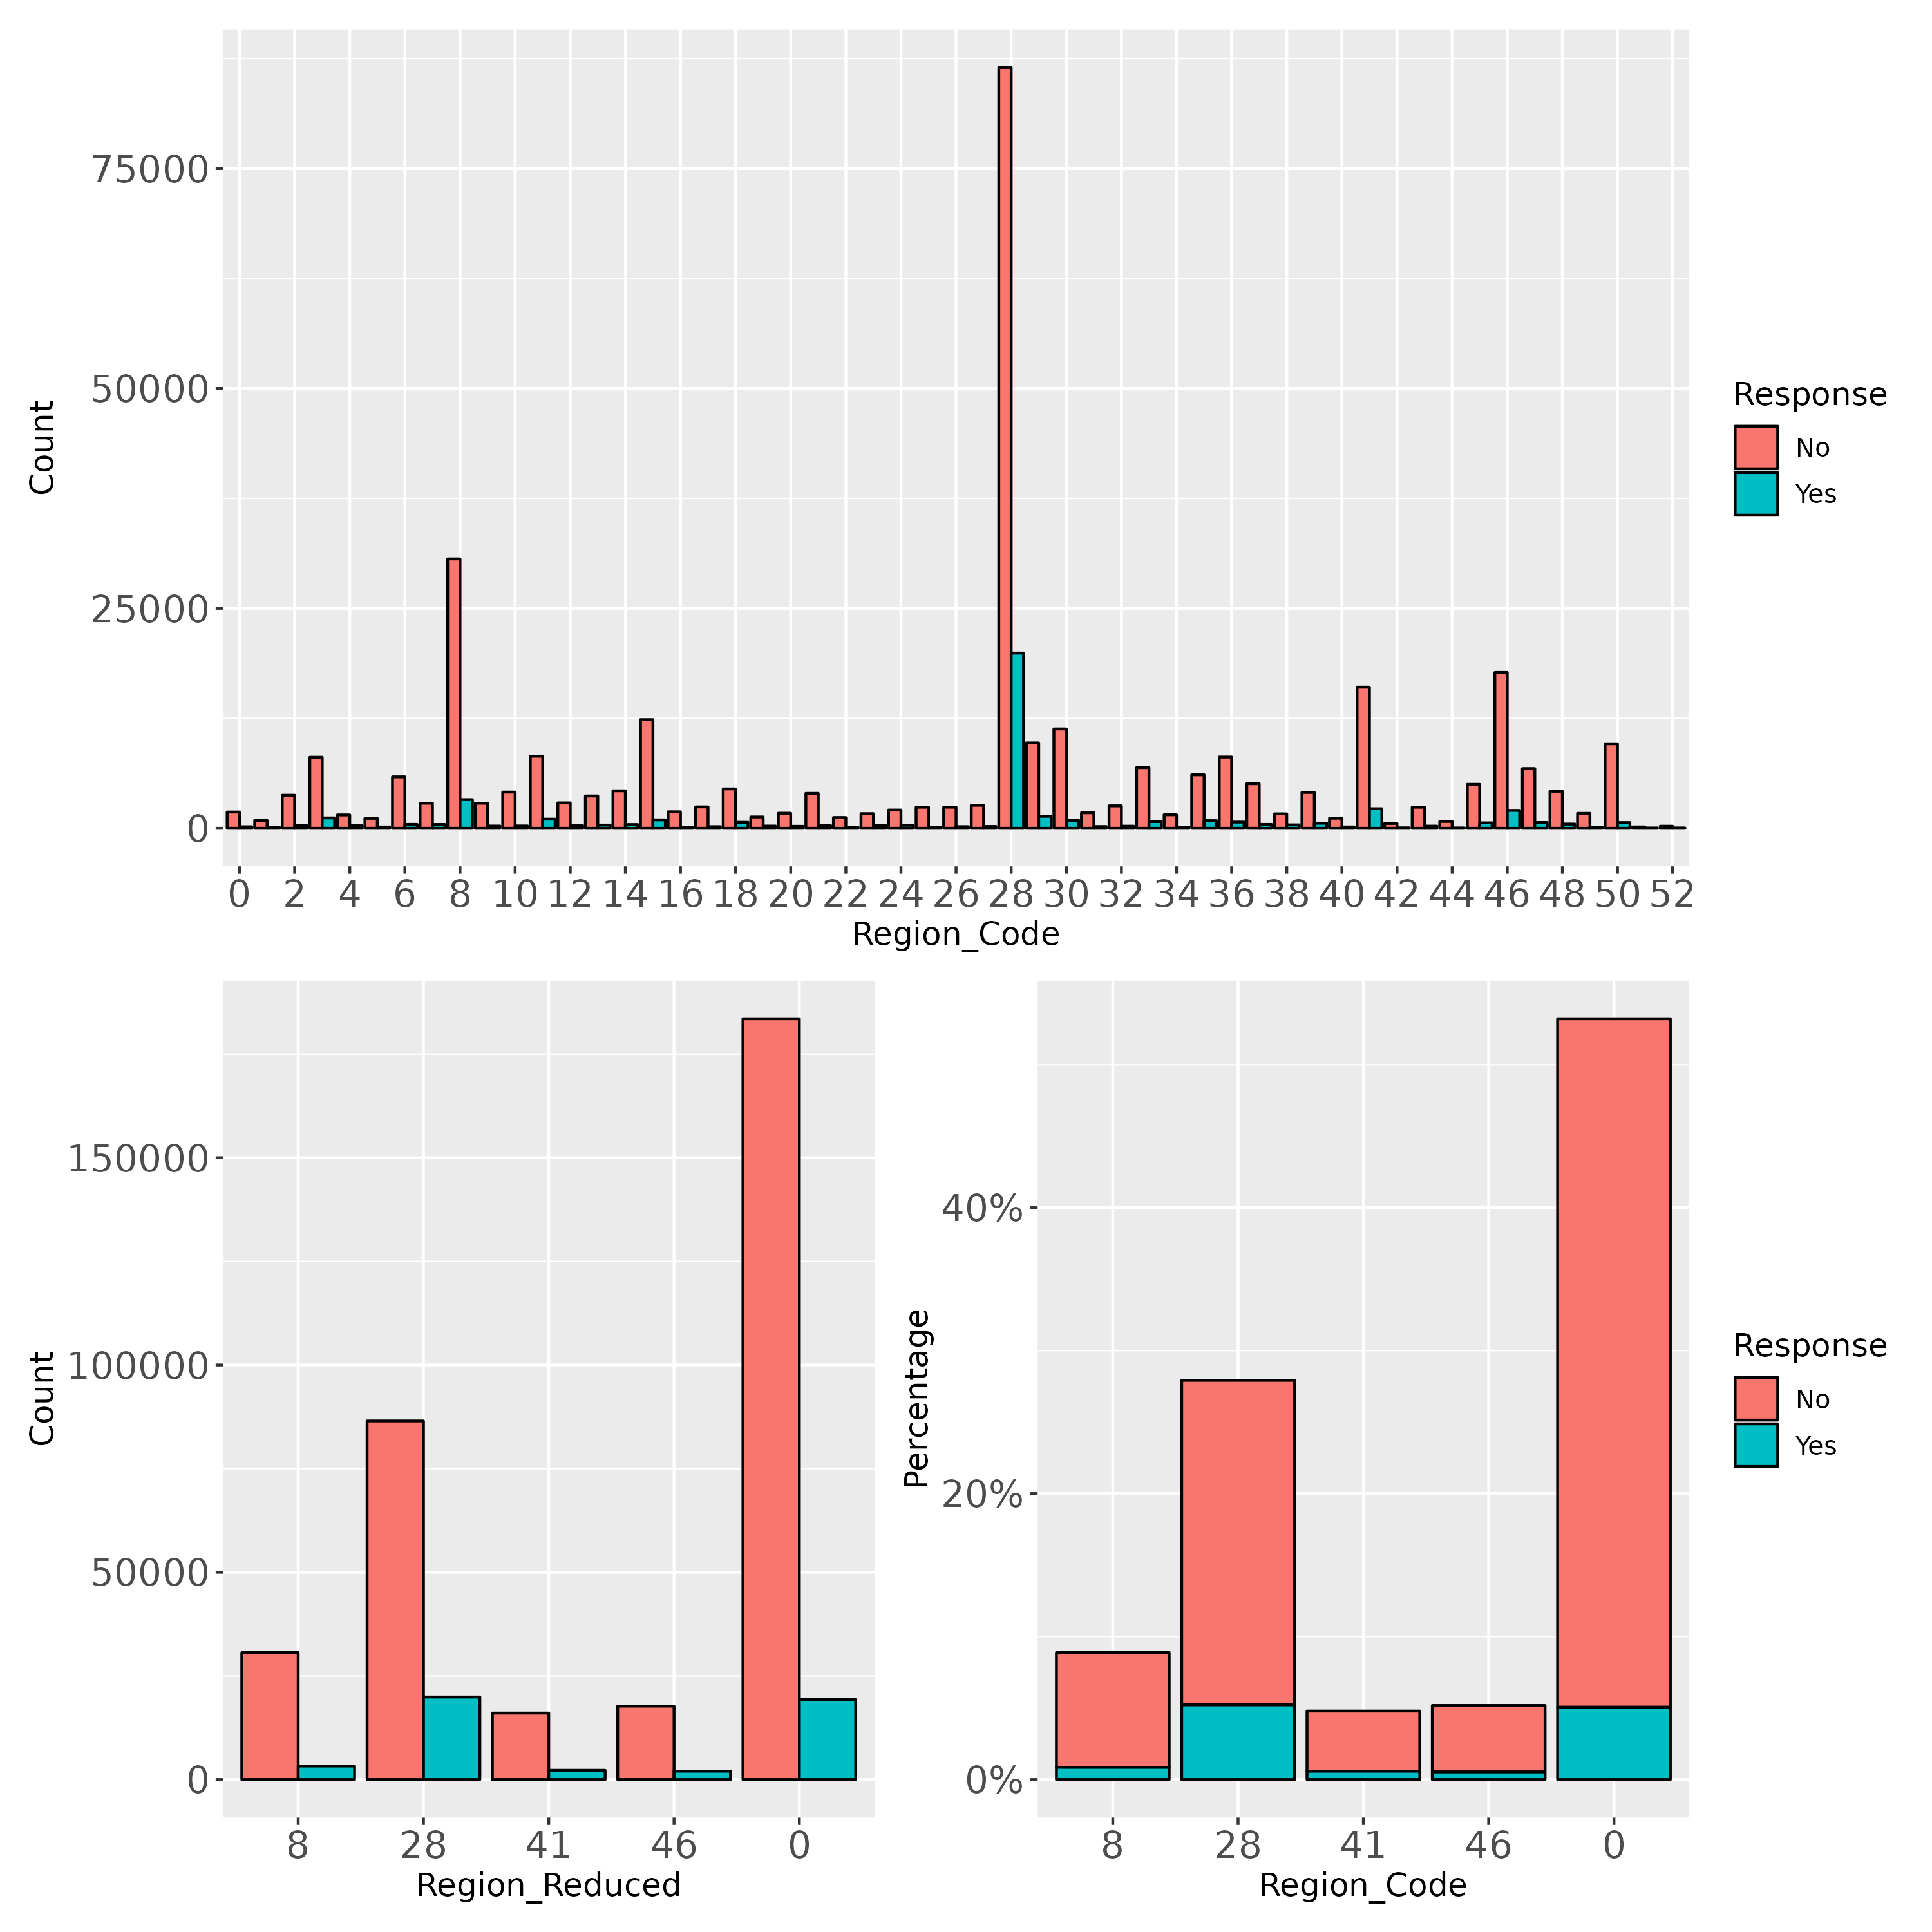 75000
50000
25000
0
Count
0 2 4 6 8 10 12 14 16 18 20 22 24 26 28 30 32 34 36 38 40 42 44 46 48 50 52
Region_Code
Response
No
Yes
150000
100000
50000
0
Count
8 28 41 46 0
Region_Reduced
40%
20%
0%
Percentage
8 28 41 46 0
Region_Code
Response
No
Yes